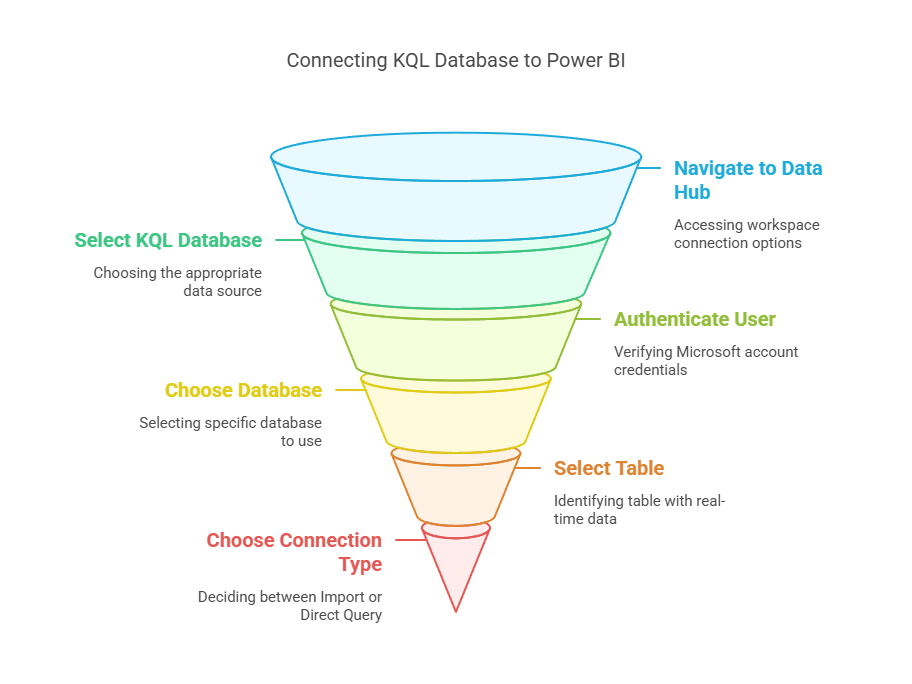 Connecting KQL Database to Power BI
Navigate to Data
Hub
Accessing workspace
connection options
Select KQL Database
Choosing the appropriate
data source
Authenticate User
Verifying Microsoft account
credentials
Choose Database
Selecting specific database
to use
Select Table
Identifying table with real-
time data
Choose Connection
Type
Deciding between Import or
Direct Query